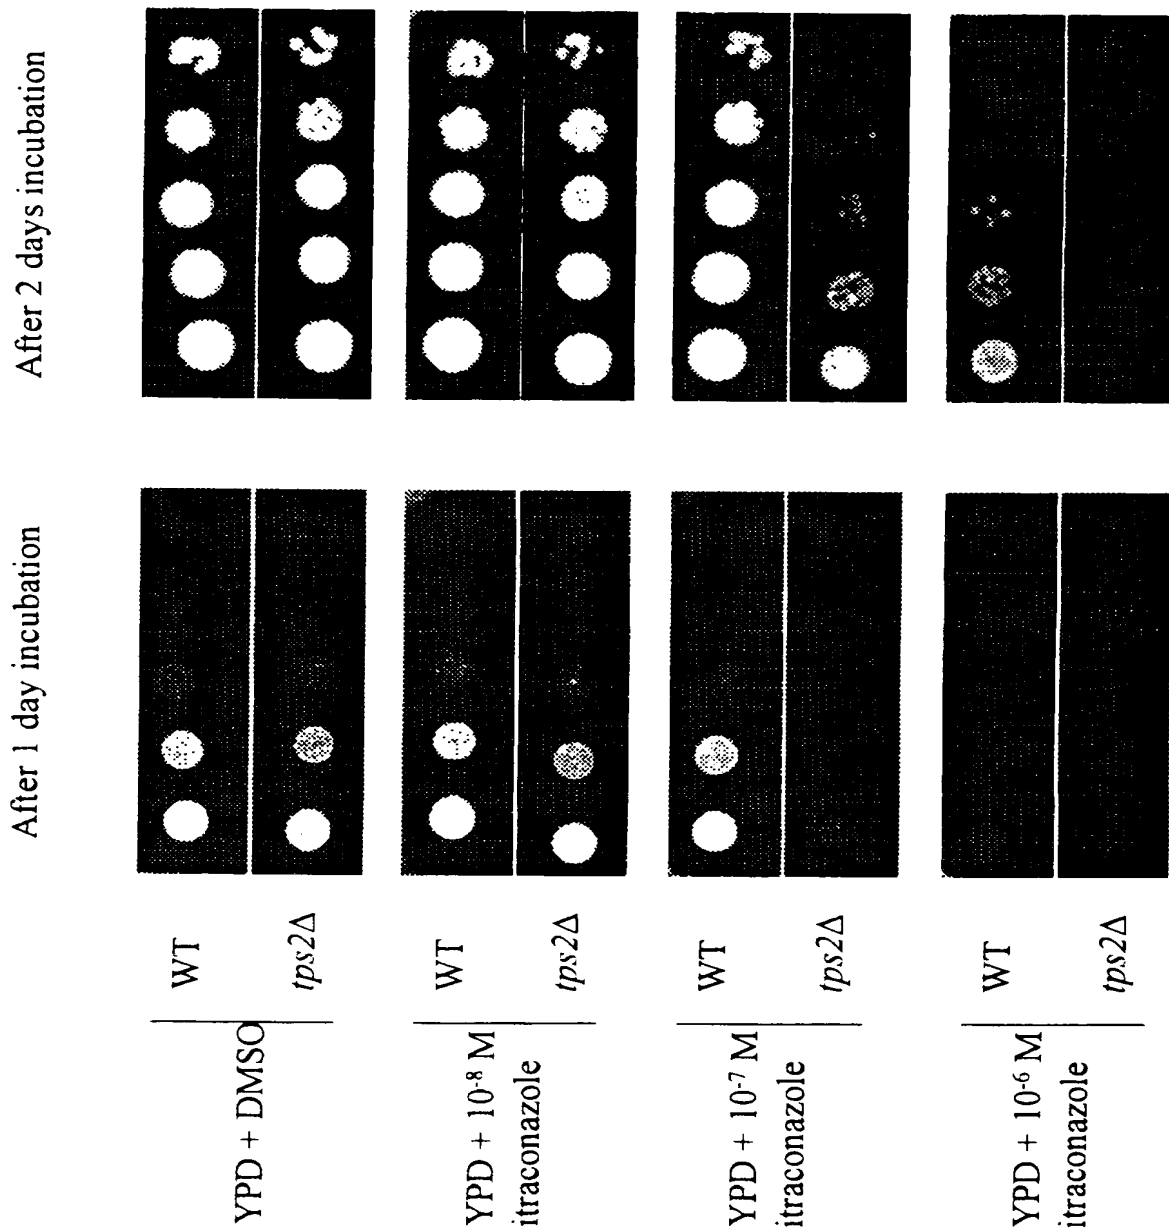 After 1 day incubation
After 2 days incubation
YPD + DMSO
WT
tps2Δ
YPD + 10⁻⁸ M
itraconazole
WT
tps2Δ
YPD + 10⁻⁷ M
itraconazole
WT
tps2Δ
YPD + 10⁻⁶ M
itraconazole
WT
tps2Δ